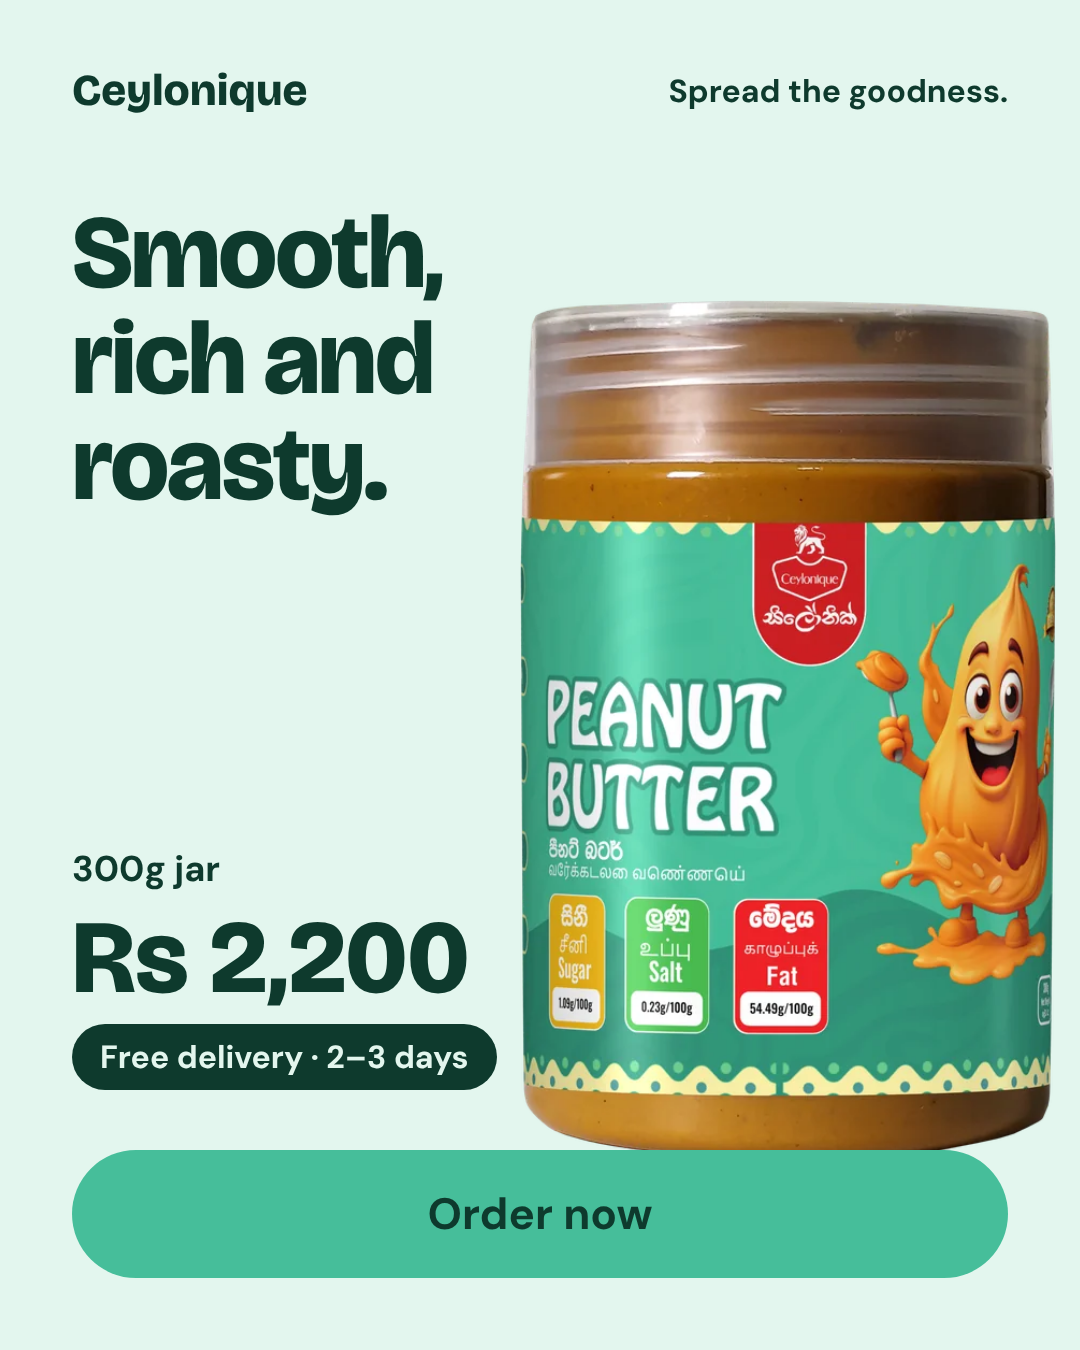 Ceylonique
Spread the goodness.
Smooth,
rich and
roasty.
Ceylonique
සිලෝනික්
PEANUT
BUTTER
පීනට් බටර්
வேர்க்கடலை வெண்ணெய்
සීනි
சீனி
Sugar
1.09g/100g
ලුණු
உப்பு
Salt
0.23g/100g
මේදය
காழுப்புக்
Fat
54.49g/100g
300g jar
Rs 2,200
Free delivery · 2–3 days
Order now